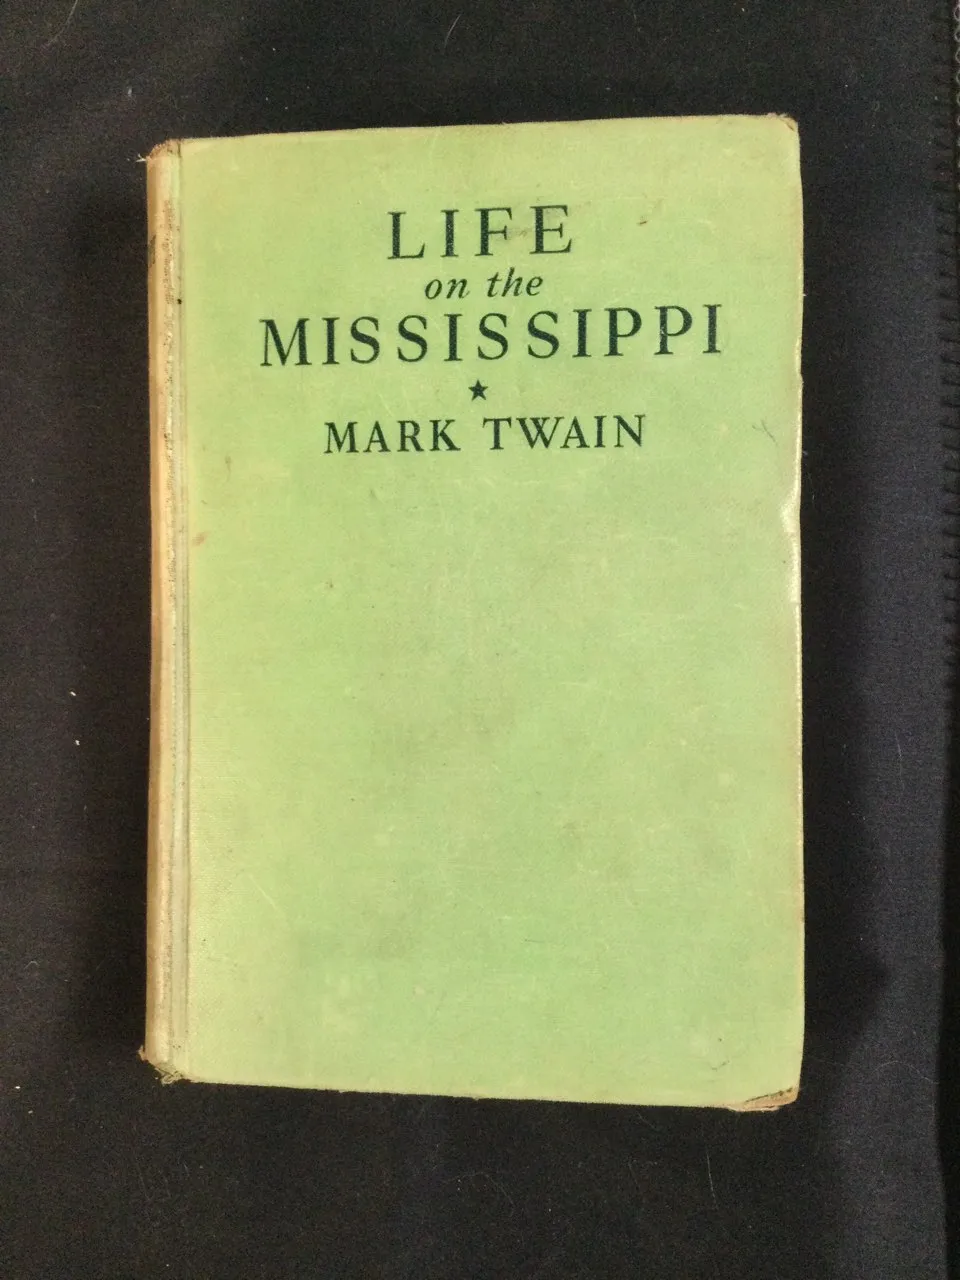 LIFE
on the
MISSISSIPPI
★
MARK TWAIN